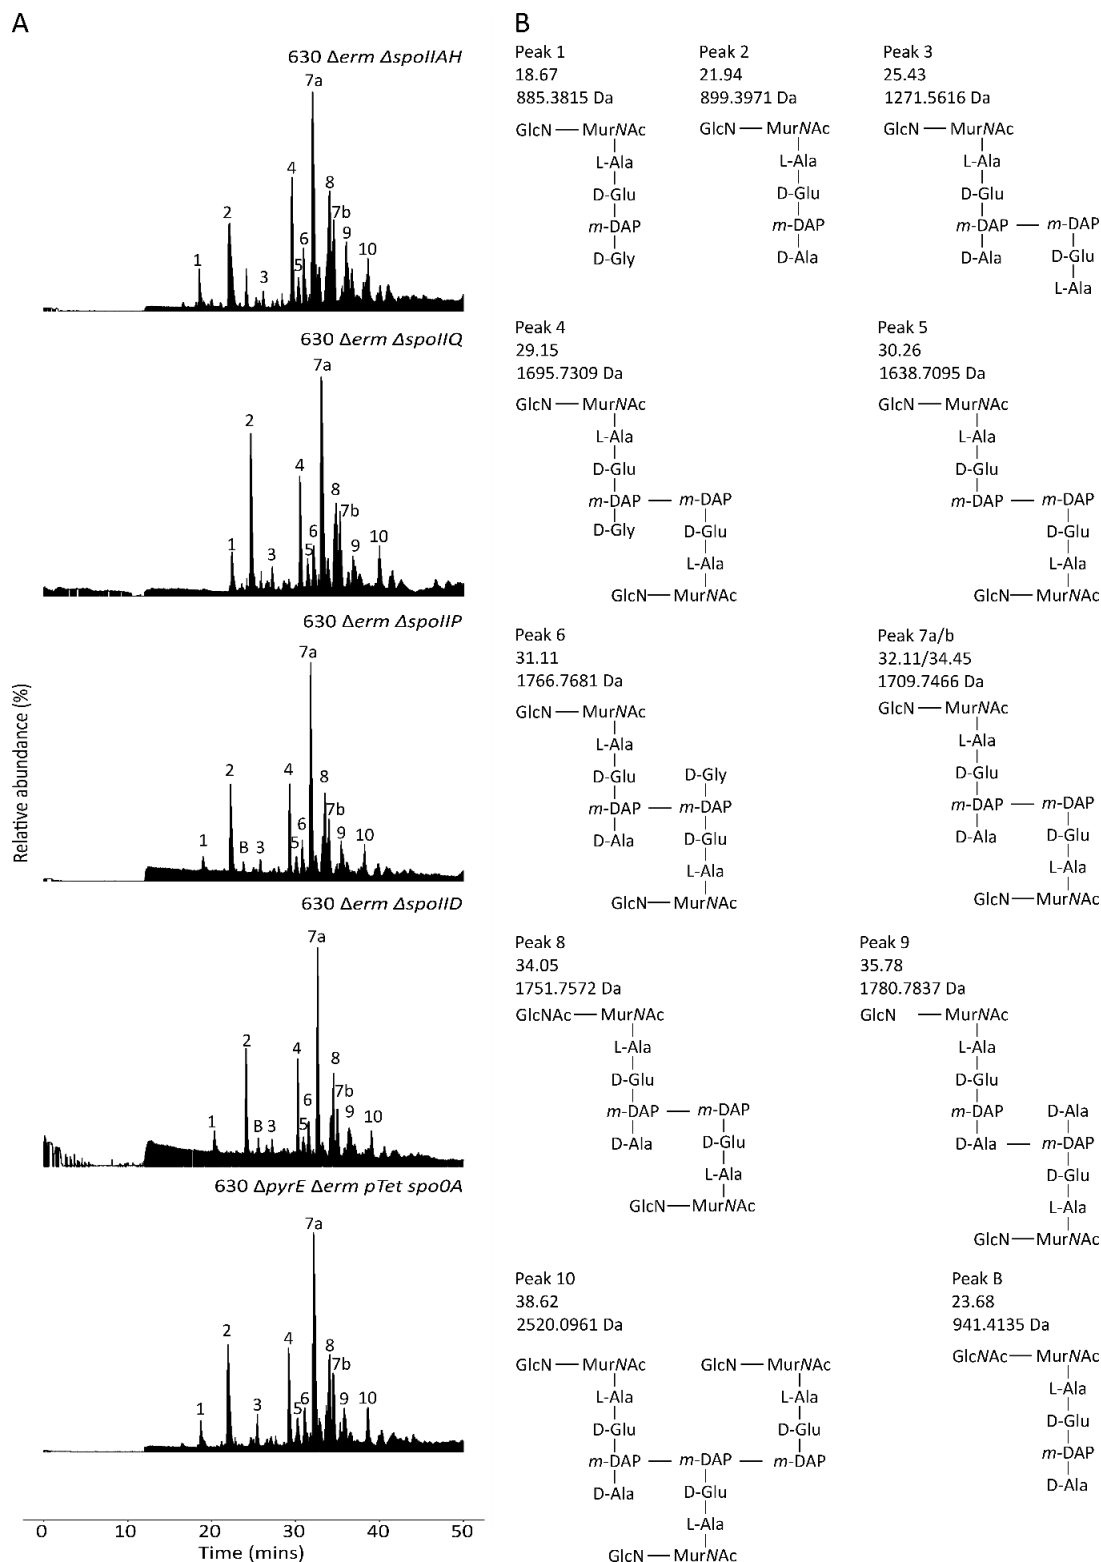 A
630 Δerm ΔspoIIAH
7a
4
8
2
7b
6
9
1
10
5
3
630 Δerm ΔspoIIQ
7a
2
4
8
7b
6
10
1
5
9
3
630 Δerm ΔspoIIP
7a
2
4
8
7b
6
1
B
3
5
9
10
630 Δerm ΔspoIID
7a
2
4
8
7b
6
9
10
1
B
3
5
630 ΔpyrE Δerm pTet spo0A
7a
2
4
8
7b
1
3
5
6
9
10
Relative abundance (%)
0 10 20 30 40 50
Time (mins)
B
Peak 1
18.67
885.3815 Da
GlcN MurNAc
L-Ala
D-Glu
m-DAP
D-Gly
Peak 2
21.94
899.3971 Da
GlcN MurNAc
L-Ala
D-Glu
m-DAP
D-Ala
Peak 3
25.43
1271.5616 Da
GlcN MurNAc
L-Ala
D-Glu
m-DAP m-DAP
D-Ala D-Glu
L-Ala
Peak 4
29.15
1695.7309 Da
GlcN MurNAc
L-Ala
D-Glu
m-DAP m-DAP
D-Gly D-Glu
L-Ala
GlcN MurNAc
Peak 5
30.26
1638.7095 Da
GlcN MurNAc
L-Ala
D-Glu
m-DAP m-DAP
D-Glu
L-Ala
GlcN MurNAc
Peak 6
31.11
1766.7681 Da
GlcN MurNAc
L-Ala
D-Glu D-Gly
m-DAP m-DAP
D-Ala D-Glu
L-Ala
GlcN MurNAc
Peak 7a/b
32.11/34.45
1709.7466 Da
GlcN MurNAc
L-Ala
D-Glu
m-DAP m-DAP
D-Ala D-Glu
L-Ala
GlcN MurNAc
Peak 8
34.05
1751.7572 Da
GlcNAc MurNAc
L-Ala
D-Glu
m-DAP m-DAP
D-Ala D-Glu
L-Ala
GlcN MurNAc
Peak 9
35.78
1780.7837 Da
GlcN MurNAc
L-Ala
D-Glu
m-DAP D-Ala
D-Ala m-DAP
D-Glu
L-Ala
GlcN MurNAc
Peak 10
38.62
2520.0961 Da
GlcN MurNAc GlcN MurNAc
L-Ala L-Ala
D-Glu D-Glu
m-DAP m-DAP m-DAP
D-Ala D-Glu
L-Ala
GlcN MurNAc
Peak B
23.68
941.4135 Da
GlcNAc MurNAc
L-Ala
D-Glu
m-DAP
D-Ala